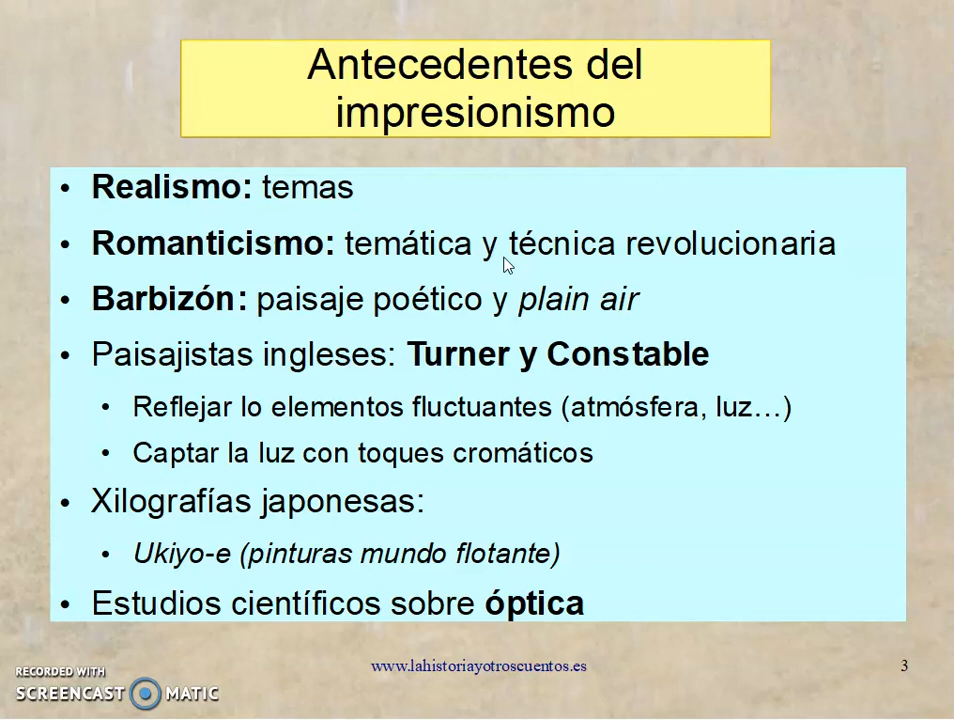 Antecedentes del
impresionismo
• Realismo: temas
• Romanticismo: temática y técnica revolucionaria
• Barbizón: paisaje poético y plain air
• Paisajistas ingleses: Turner y Constable
• Reflejar lo elementos fluctuantes (atmósfera, luz…)
• Captar la luz con toques cromáticos
• Xilografías japonesas:
• Ukiyo-e (pinturas mundo flotante)
• Estudios científicos sobre óptica
www.lahistoriayotroscuentos.es
3
RECORDED WITH
SCREENCAST MATIC